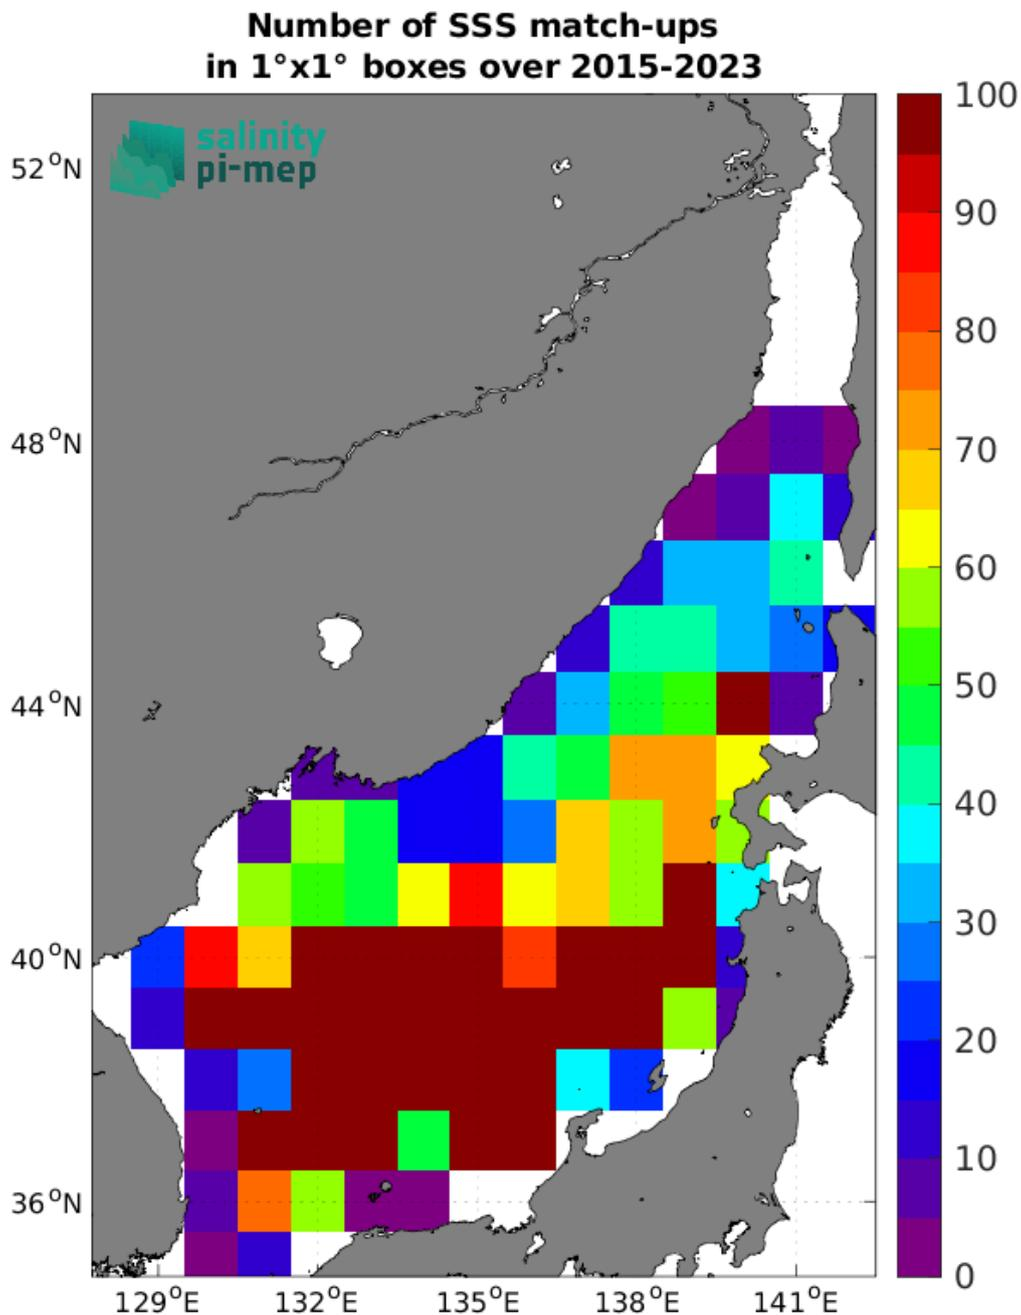 Number of SSS match-ups
in 1°x1° boxes over 2015-2023
salinity
pi-mep
52°N
48°N
44°N
40°N
36°N
129°E
132°E
135°E
138°E
141°E
100
90
80
70
60
50
40
30
20
10
0